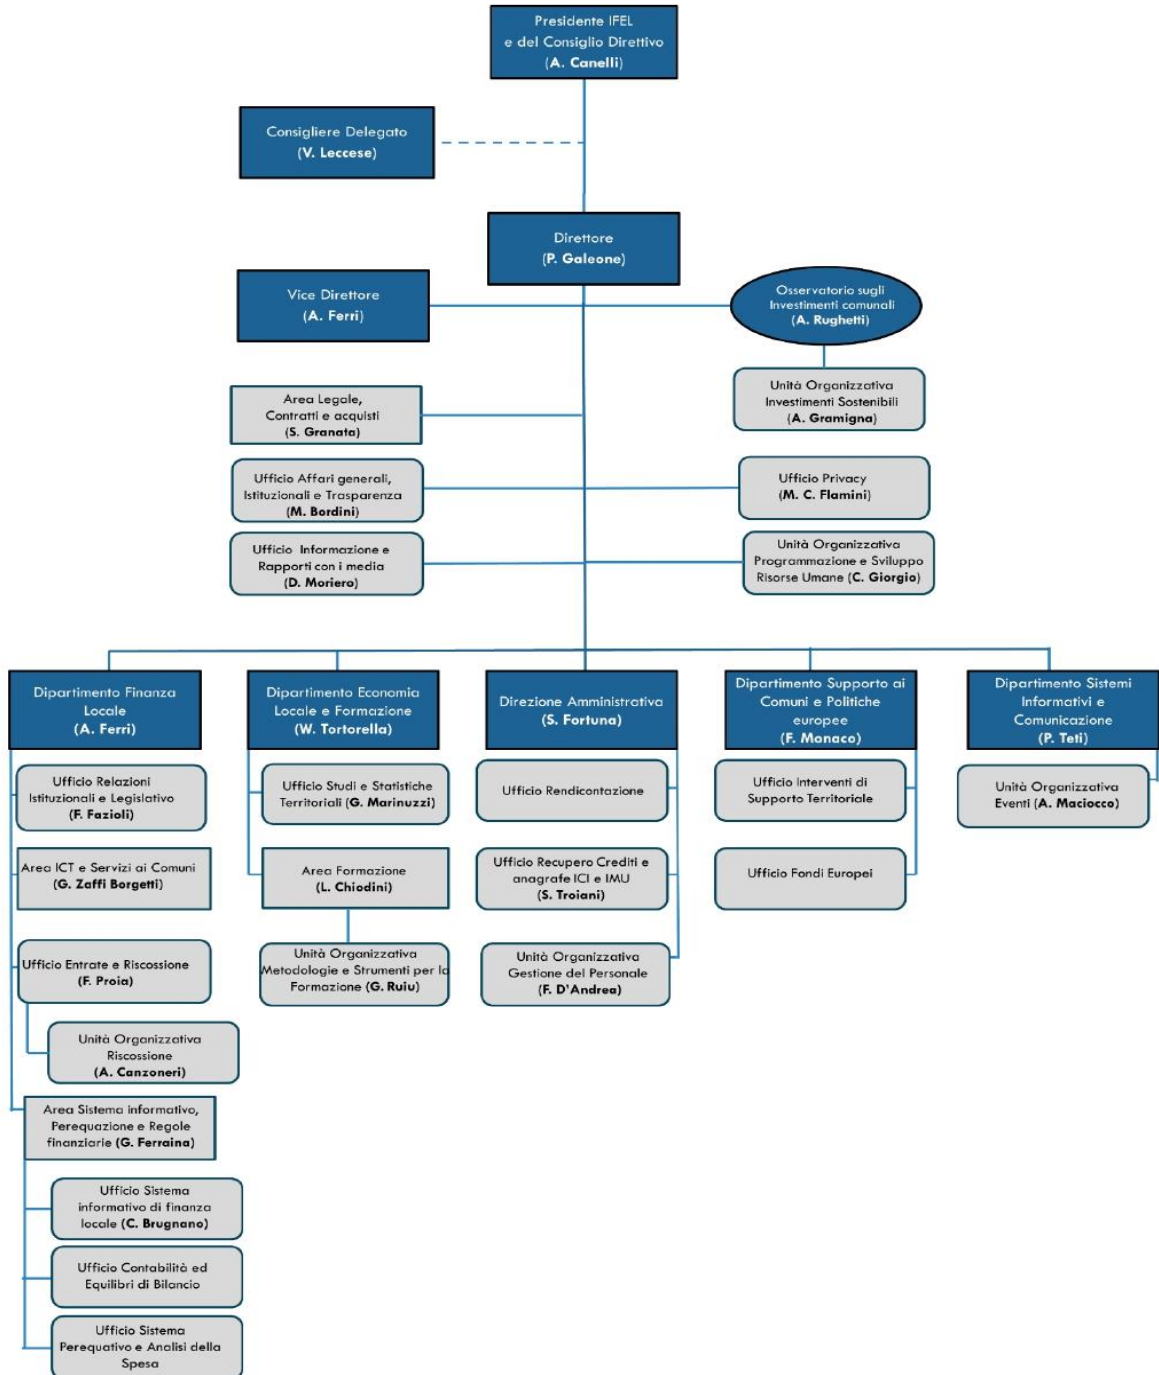 Presidente IFEL
e del Consiglio Direttivo
(A. Canelli)
Consigliere Delegato
(V. Leccese)
Direttore
(P. Galeone)
Vice Direttore
(A. Ferri)
Osservatorio sugli
Investimenti comunali
(A. Rughetti)
Area Legale,
Contratti e acquisti
(S. Granata)
Unità Organizzativa
Investimenti Sostenibili
(A. Gramigna)
Ufficio Affari generali,
Istituzionali e Trasparenza
(M. Bordini)
Ufficio Privacy
(M. C. Flamini)
Ufficio Informazione e
Rapporti con i media
(D. Moriero)
Unità Organizzativa
Programmazione e Sviluppo
Risorse Umane (C. Giorgio)
Dipartimento Finanza
Locale
(A. Ferri)
Dipartimento Economia
Locale e Formazione
(W. Tortorella)
Direzione Amministrativa
(S. Fortuna)
Dipartimento Supporto ai
Comuni e Politiche
europee
(F. Monaco)
Dipartimento Sistemi
Informativi e
Comunicazione
(P. Teti)
Ufficio Relazioni
Istituzionali e Legislativo
(F. Fazioli)
Area ICT e Servizi ai Comuni
(G. Zaffi Borgetti)
Ufficio Entrate e Riscossione
(F. Proia)
Unità Organizzativa
Riscossione
(A. Canzoneri)
Area Sistema informativo,
Perequazione e Regole
finanziarie (G. Ferraina)
Ufficio Sistema
informativo di finanza
locale (C. Brugnano)
Ufficio Contabilità ed
Equilibri di Bilancio
Ufficio Sistema
Perequativo e Analisi della
Spesa
Ufficio Studi e Statistiche
Territoriali (G. Marinuzzi)
Area Formazione
(L. Chiodini)
Unità Organizzativa
Metodologie e Strumenti per la
Formazione (G. Ruiu)
Ufficio Rendicontazione
Ufficio Recupero Crediti e
anagrafe ICI e IMU
(S. Troiani)
Unità Organizzativa
Gestione del Personale
(F. D'Andrea)
Ufficio Interventi di
Supporto Territoriale
Ufficio Fondi Europei
Unità Organizzativa
Eventi (A. Maciocco)